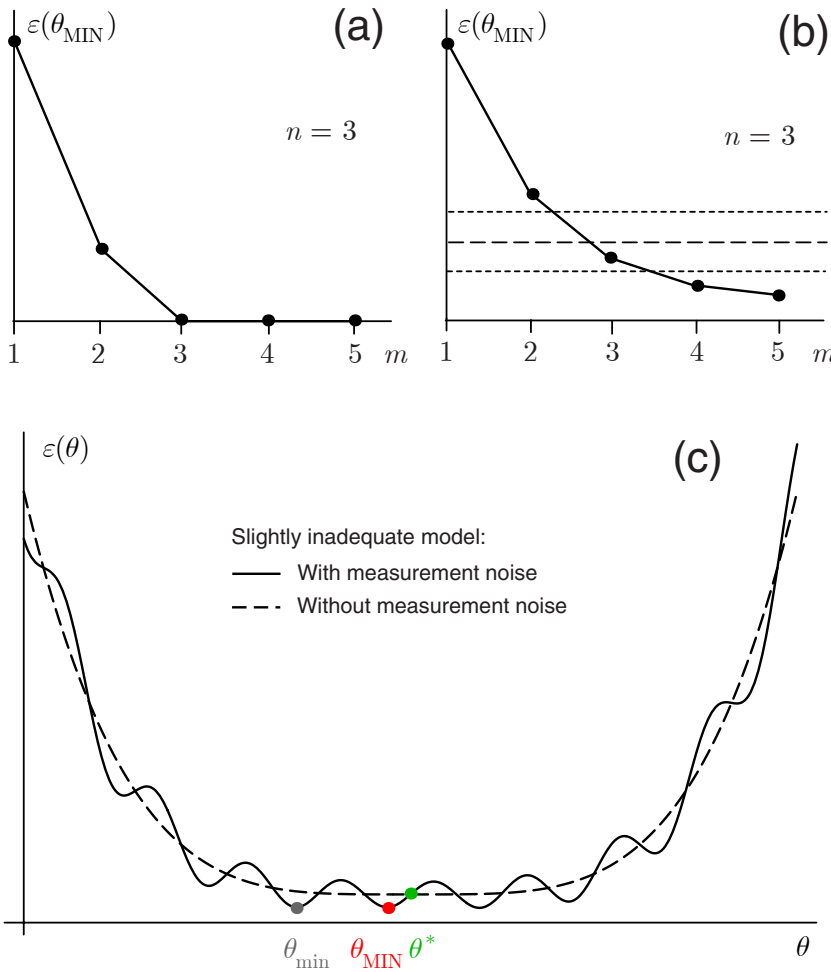 ε(θ_MIN)
(a)
n = 3
1 2 3 4 5 m
ε(θ_MIN)
(b)
n = 3
1 2 3 4 5 m
ε(θ)
(c)
Slightly inadequate model:
With measurement noise
Without measurement noise
θ_min θ_MIN θ* θ